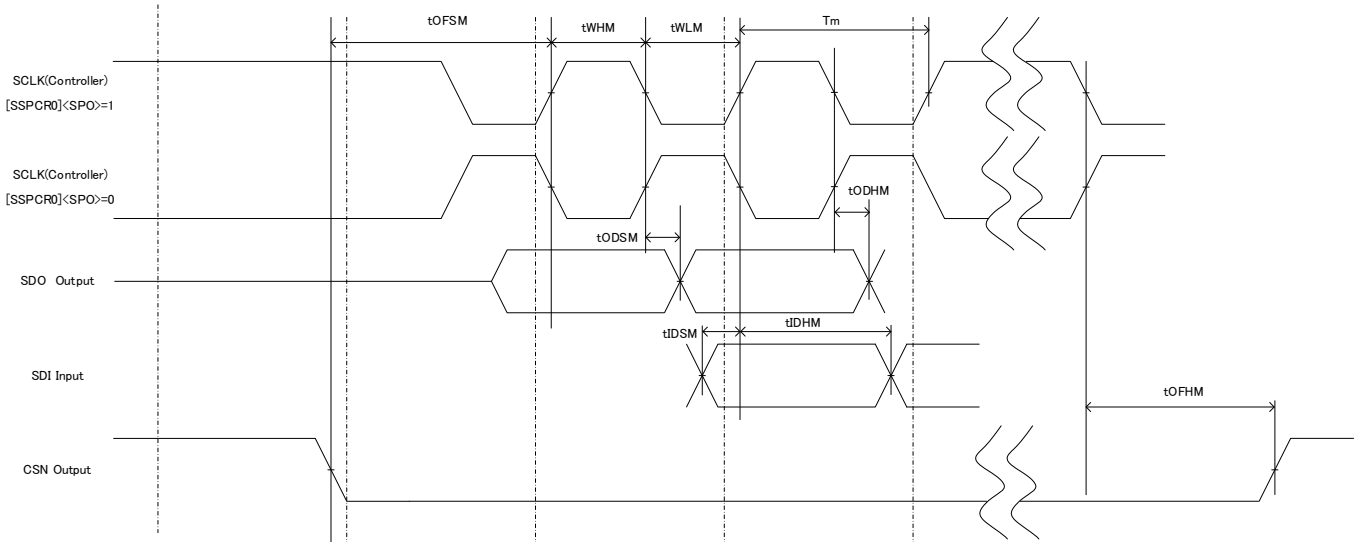 tOFSM
tWHM
tWLM
Tm
SCLK(Controller)
[SSPCR0]<SPO>=1
SCLK(Controller)
[SSPCR0]<SPO>=0
tODHM
tODSM
SDO Output
tIDSM
tIDHM
SDI Input
tOFHM
CSN Output